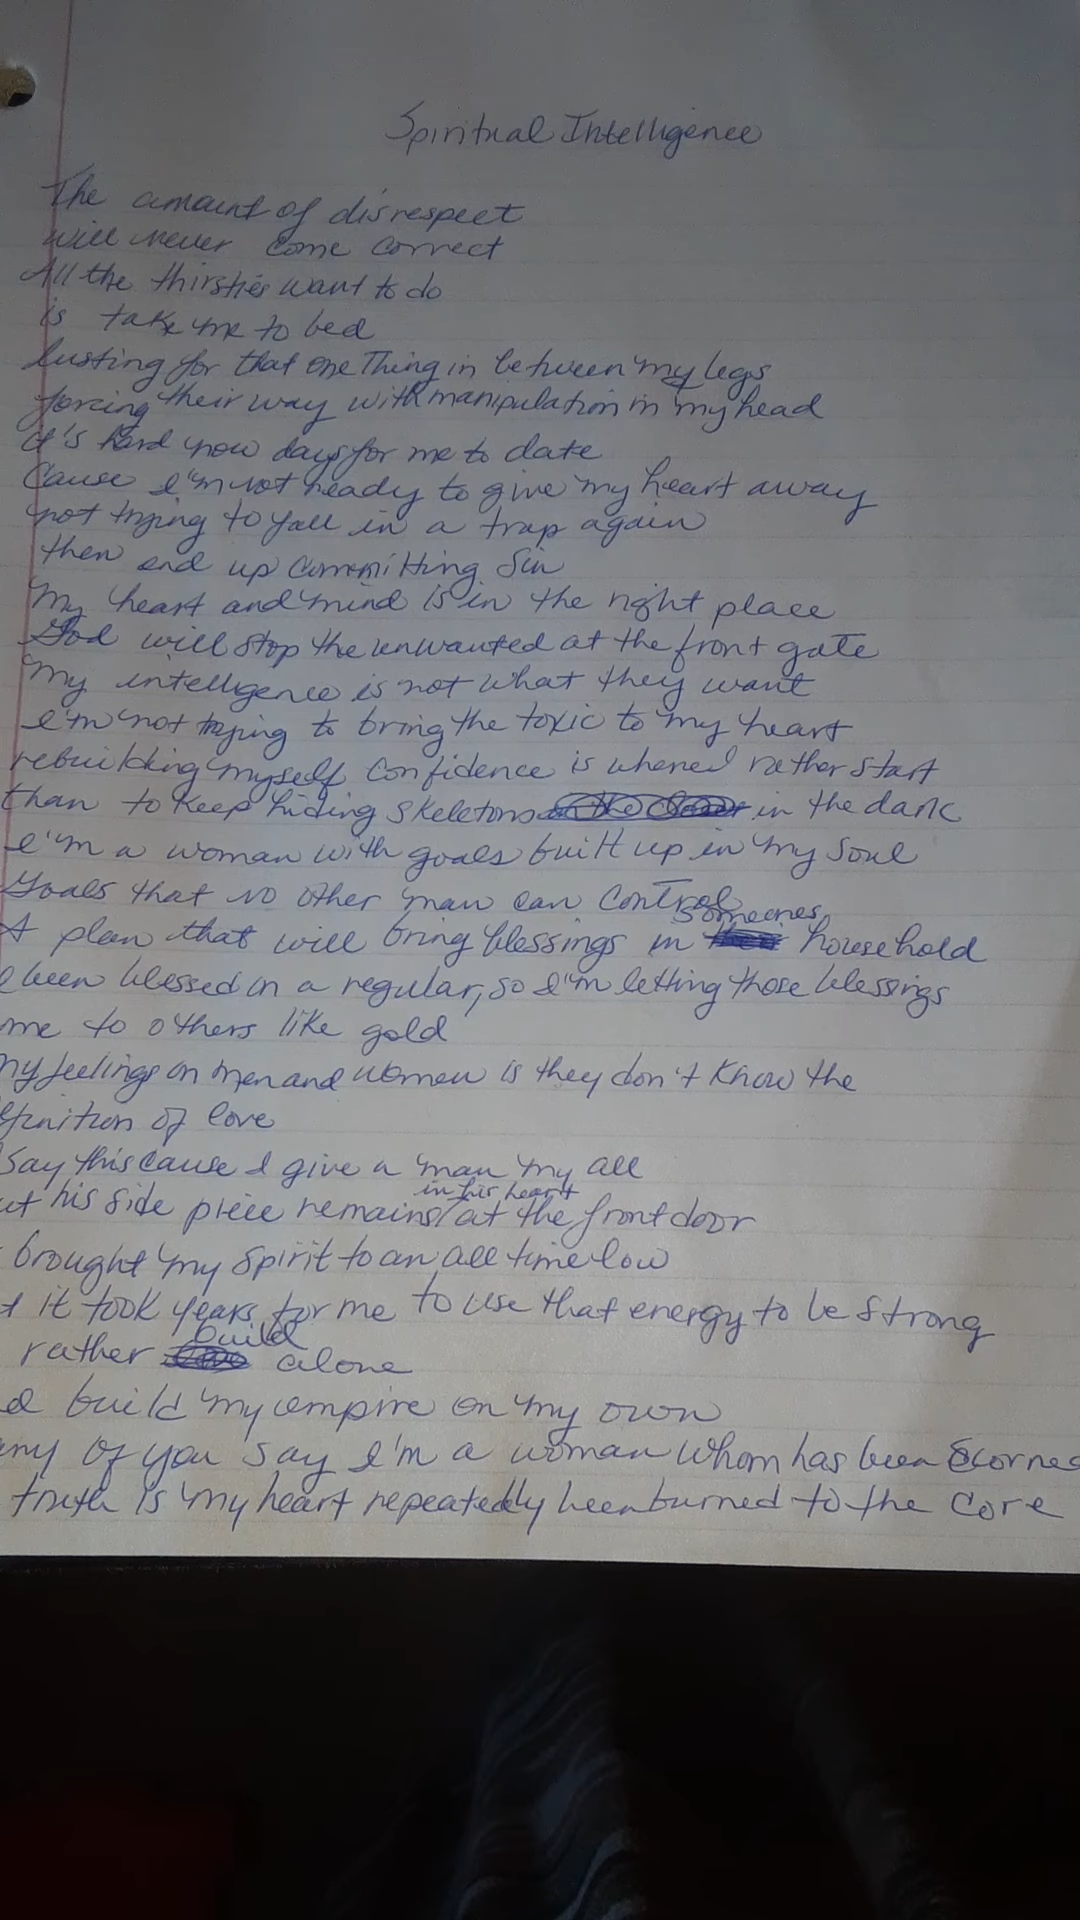 Spiritual Intelligence
The amount of disrespect
will never come correct
All the thirsties want to do
is take me to bed
lusting for that one Thing in between my legs
forcing their way with manipulation in my head
it's hard now days for me to date
Cause I'm not ready to give my heart away
not trying to fall in a trap again
then end up committing Sin
My heart and mind is in the right place
God will stop the unwanted at the front gate
My intelligence is not what they want
I'm not trying to bring the toxic to my heart
rebuilding myself confidence is where I rather start
than to keep hiding skeletons in the dark
I'm a woman with goals built up in my soul
Goals that no other man can control
A plan that will bring blessings in someones household
I been blessed on a regular, so I'm letting those blessings
me to others like gold
my feelings on men and women is they don't know the
finition of love
Say this cause I give a man my all
ut his side piece remains in his heart at the front door
brought my Spirit to an all time low
t it took years for me to use that energy to be strong
rather build alone
d build my empire on my own
any of you say I'm a woman whom has been Scorned
truth is my heart repeatedly been burned to the core